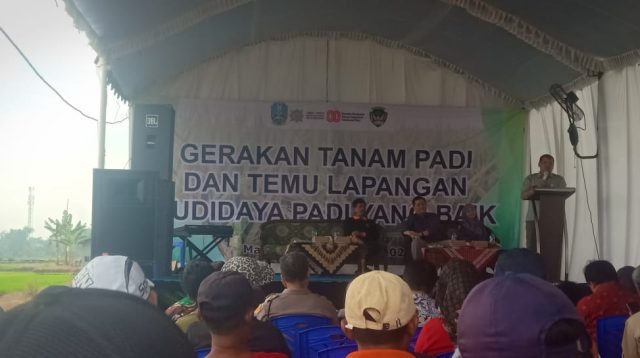 GERAKAN TANAM PADI
DAN TEMU LAPANGAN
UDIDAYA PADI YANG BAIK
JBL